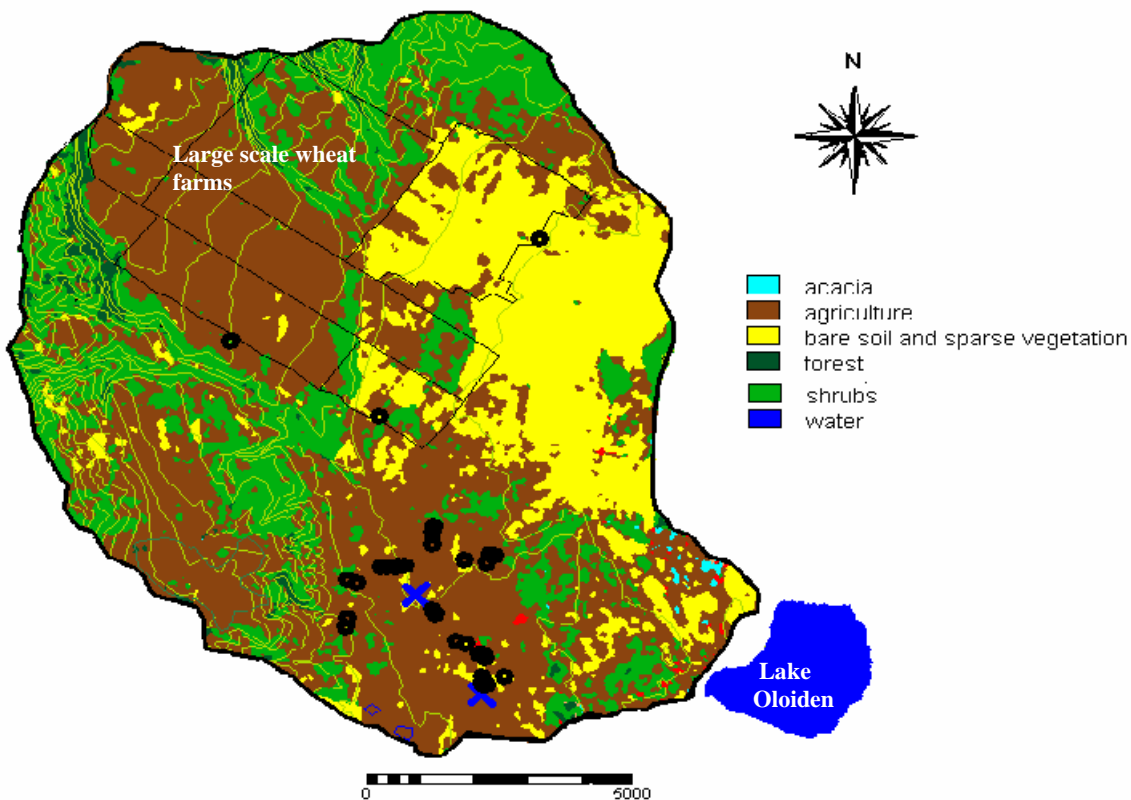 N
Large scale wheat
farms
acacia
agriculture
bare soil and sparse vegetation
forest
shrubs
water
Lake
Oloiden
0 5000